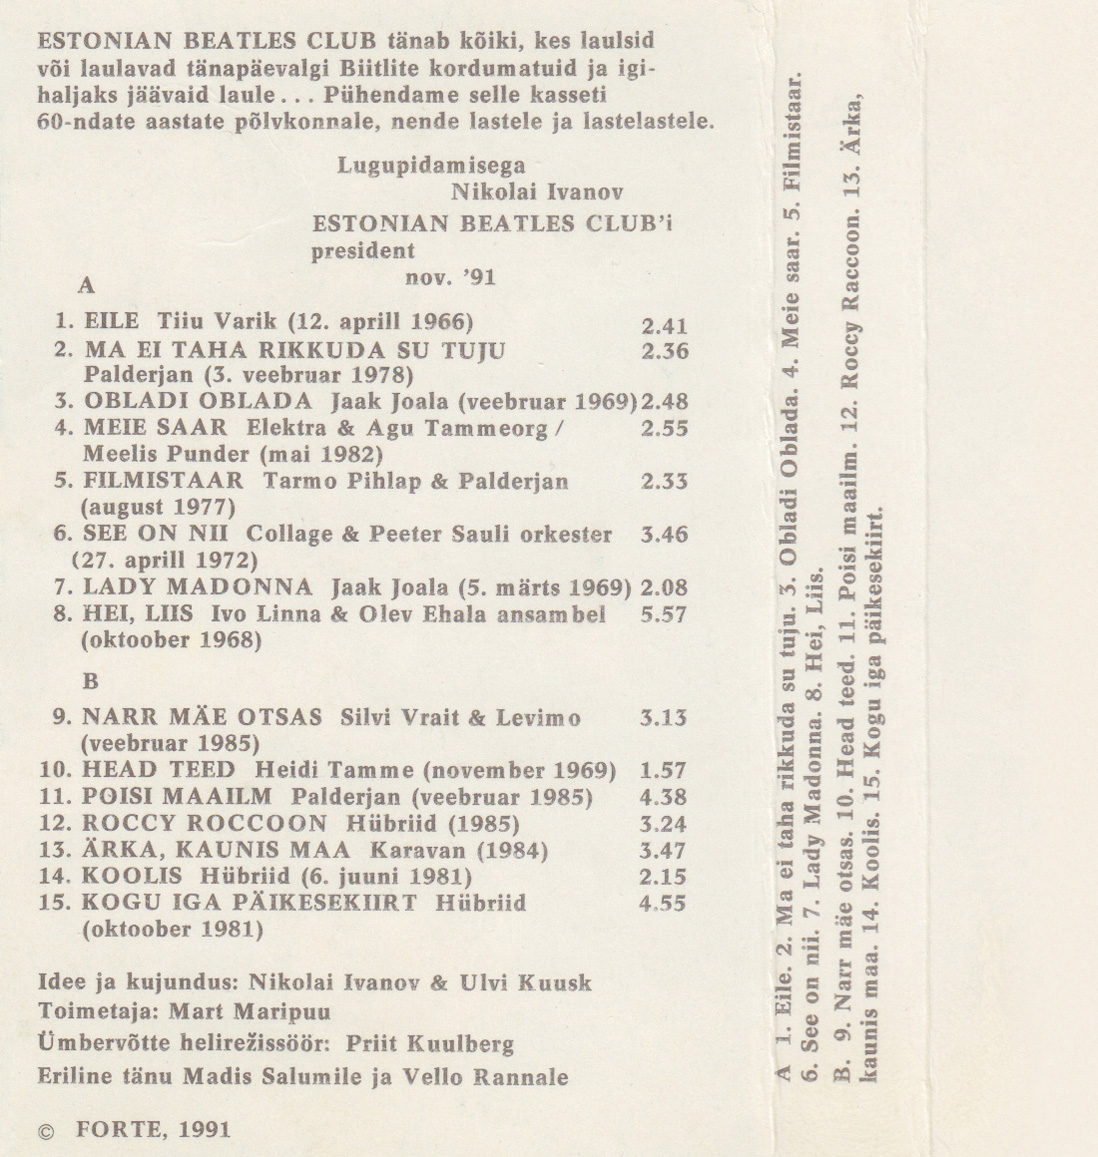 ESTONIAN BEATLES CLUB tänab kõiki, kes laulsid
või laulavad tänapäevalgi Biitlite kordumatuid ja igi-
haljaks jäävaid laule... Pühendame selle kasseti
60-ndate aastate põlvkonnale, nende lastele ja lastelastele.
Lugupidamisega
Nikolai Ivanov
ESTONIAN BEATLES CLUB'i
president
nov. '91
A
1. EILE Tiiu Varik (12. aprill 1966) 2.41
2. MA EI TAHA RIKKUDA SU TUJU 2.36
Palderjan (3. veebruar 1978)
3. OBLADI OBLADA Jaak Joala (veebruar 1969) 2.48
4. MEIE SAAR Elektra & Agu Tammeorg / 2.55
Meelis Punder (mai 1982)
5. FILMISTAAR Tarmo Pihlap & Palderjan 2.33
(august 1977)
6. SEE ON NII Collage & Peeter Sauli orkester 3.46
(27. aprill 1972)
7. LADY MADONNA Jaak Joala (5. märts 1969) 2.08
8. HEI, LIIS Ivo Linna & Olev Ehala ansambel 5.57
(oktoober 1968)
B
9. NARR MÄE OTSAS Silvi Vrait & Levimo 3.13
(veebruar 1985)
10. HEAD TEED Heidi Tamme (november 1969) 1.57
11. POISI MAAILM Palderjan (veebruar 1985) 4.38
12. ROCCY ROCCOON Hübriid (1985) 3.24
13. ÄRKA, KAUNIS MAA Karavan (1984) 3.47
14. KOOLIS Hübriid (6. juuni 1981) 2.15
15. KOGU IGA PÄIKESEKIIRT Hübriid 4.55
(oktoober 1981)
Idee ja kujundus: Nikolai Ivanov & Ulvi Kuusk
Toimetaja: Mart Maripuu
Ümbervõtte helirežissöör: Priit Kuulberg
Eriline tänu Madis Salumile ja Vello Rannale
© FORTE, 1991
A 1. Eile. 2. Ma ei taha rikkuda su tuju. 3. Obladi Oblada. 4. Meie saar. 5. Filmistaar.
6. See on nii. 7. Lady Madonna. 8. Hei, Liis.
B. 9. Narr mäe otsas. 10. Head teed. 11. Poisi maailm. 12. Roccy Raccoon. 13. Ärka,
kaunis maa. 14. Koolis. 15. Kogu iga päikesekiirt.